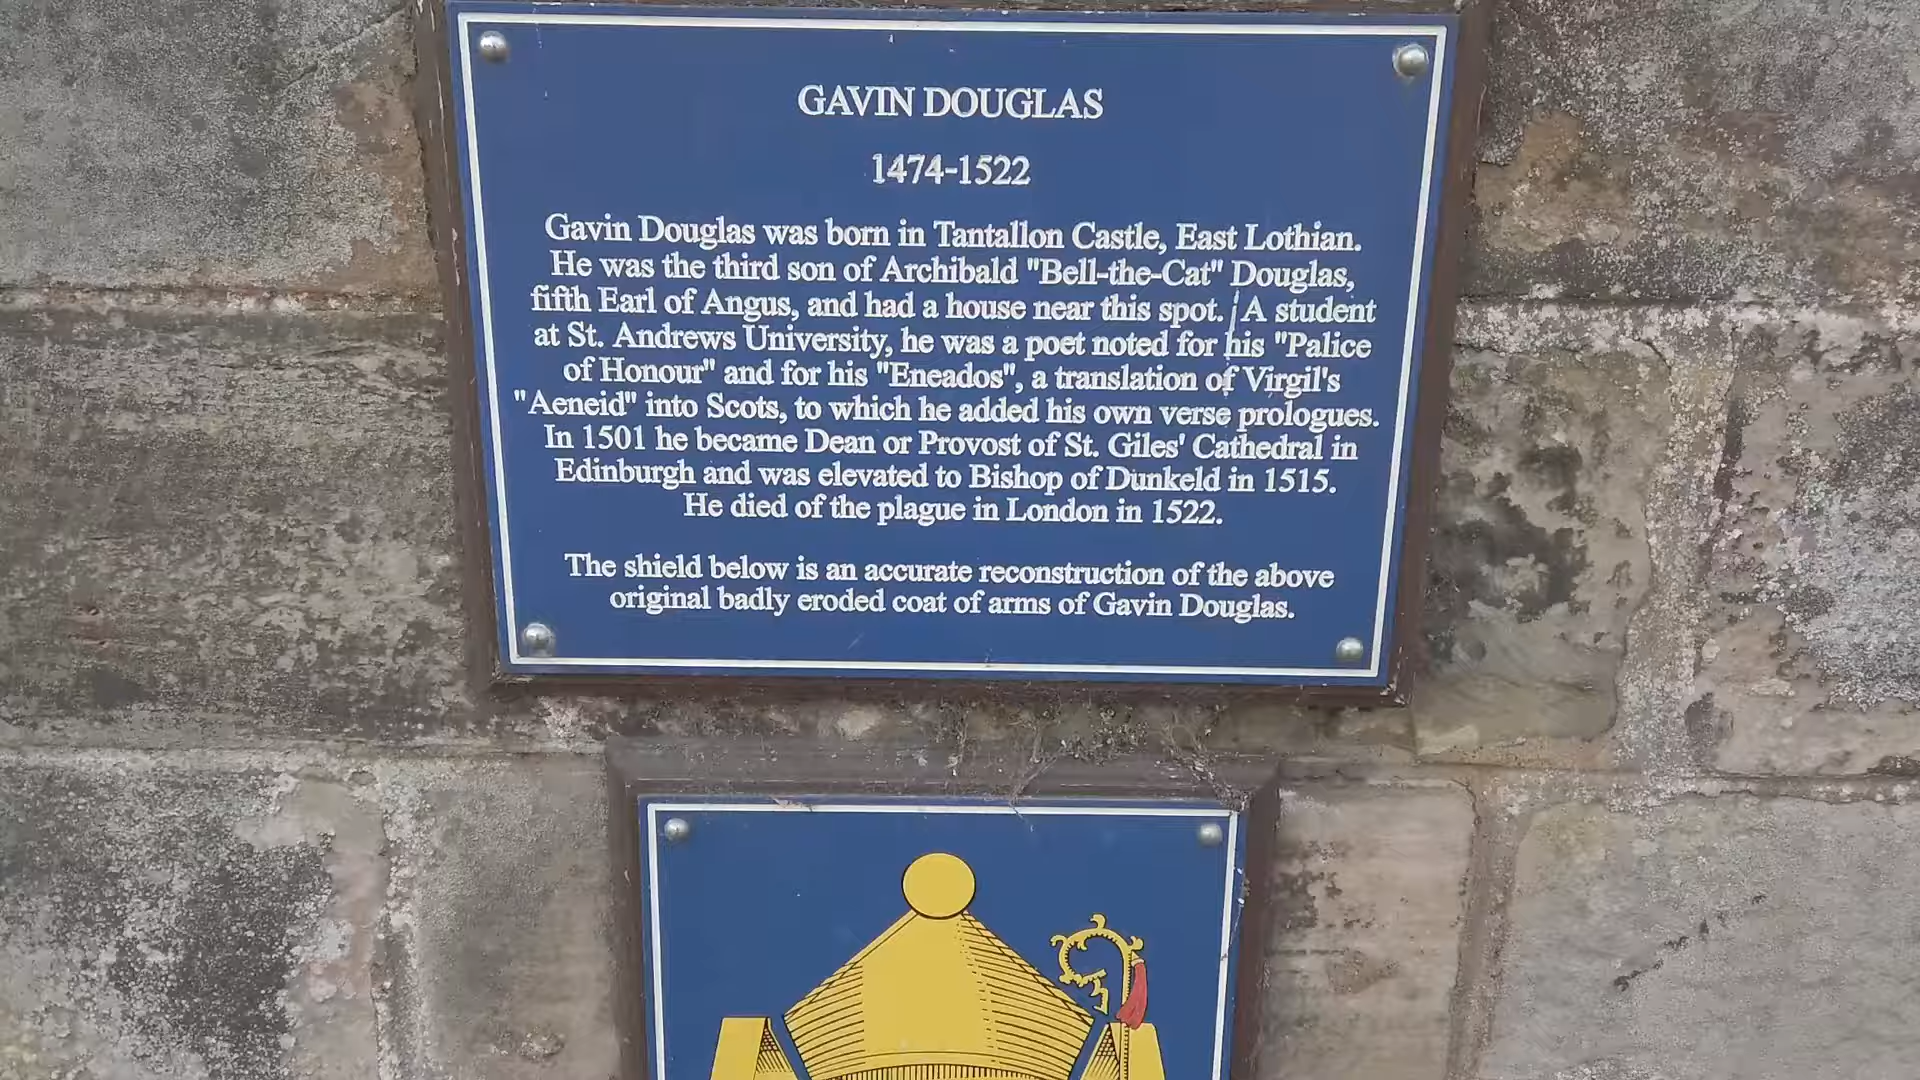 GAVIN DOUGLAS
1474-1522
Gavin Douglas was born in Tantallon Castle, East Lothian.
He was the third son of Archibald "Bell-the-Cat" Douglas,
fifth Earl of Angus, and had a house near this spot. A student
at St. Andrews University, he was a poet noted for his "Palice
of Honour" and for his "Eneados", a translation of Virgil's
"Aeneid" into Scots, to which he added his own verse prologues.
In 1501 he became Dean or Provost of St. Giles' Cathedral in
Edinburgh and was elevated to Bishop of Dunkeld in 1515.
He died of the plague in London in 1522.
The shield below is an accurate reconstruction of the above
original badly eroded coat of arms of Gavin Douglas.